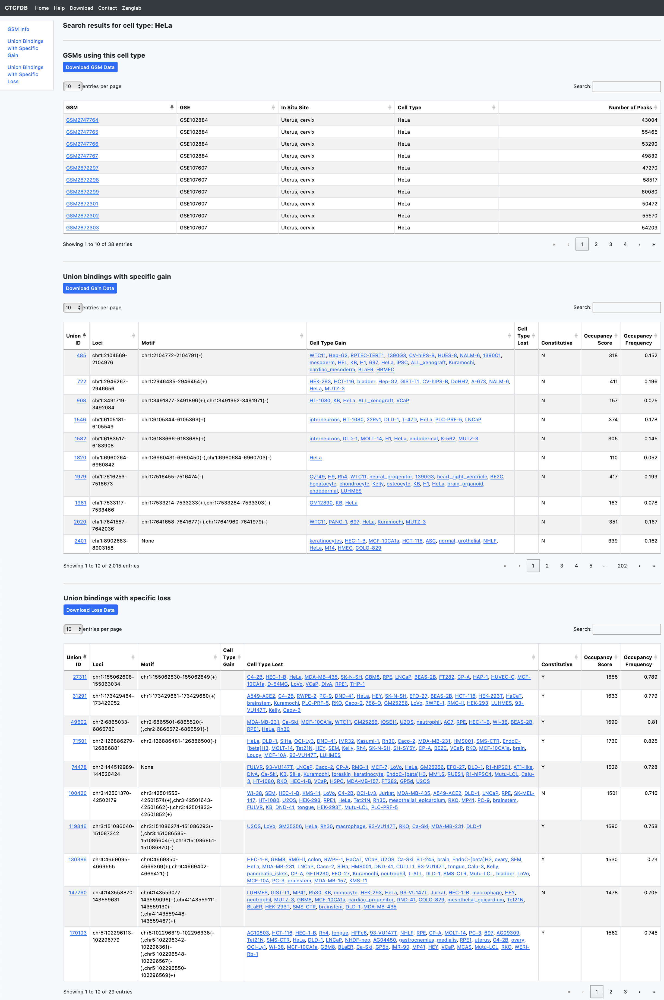 CTCFDB Home Help Download Contact Zanglab
GSM Info
Union Bindings
with Specific
Gain
Union Bindings
with Specific
Loss
Search results for cell type: HeLa
GSMs using this cell type
Download GSM Data
10 entries per page Search:
GSM GSE In Situ Site Cell Type Number of Peaks
GSM2747764 GSE102884 Uterus, cervix HeLa 43004
GSM2747765 GSE102884 Uterus, cervix HeLa 55465
GSM2747766 GSE102884 Uterus, cervix HeLa 53290
GSM2747767 GSE102884 Uterus, cervix HeLa 49839
GSM2872297 GSE107607 Uterus, cervix HeLa 47270
GSM2872298 GSE107607 Uterus, cervix HeLa 58517
GSM2872299 GSE107607 Uterus, cervix HeLa 60080
GSM2872301 GSE107607 Uterus, cervix HeLa 50472
GSM2872302 GSE107607 Uterus, cervix HeLa 55570
GSM2872303 GSE107607 Uterus, cervix HeLa 54209
Showing 1 to 10 of 38 entries « ‹ 1 2 3 4 › »
Union bindings with specific gain
Download Gain Data
10 entries per page Search:
Cell
Union Type Occupancy Occupancy
ID Loci Motif Cell Type Gain Lost Constitutive Score Frequency
485 chr1:2104569- chr1:2104772-2104791(-) WTC11, Hep-G2, RPTEC-TERT1, 1390G3, CV-hIPS-B, HUES-8, NALM-6, 1390C1, N 318 0.152
2104976 mesoderm, HEL, KB, H1, 697, HeLa, iPSC, ALL_xenograft, Kuramochi,
cardiac_mesoderm, BLaER, HBMEC
722 chr1:2946267- chr1:2946435-2946454(+) HEK-293, HCT-116, bladder, Hep-G2, GIST-T1, CV-hIPS-B, DoHH2, A-673, NALM-6, N 411 0.196
2946656 HeLa, MUTZ-3
908 chr1:3491719- chr1:3491877-3491896(+),chr1:3491952-3491971(-) HT-1080, KB, HeLa, ALL_xenograft, VCaP N 157 0.075
3492084
1546 chr1:6105181- chr1:6105344-6105363(+) interneurons, HT-1080, 22Rv1, DLD-1, T-47D, HeLa, PLC-PRF-5, LNCaP N 374 0.178
6105549
1582 chr1:6183517- chr1:6183666-6183685(+) interneurons, DLD-1, MOLT-14, H1, HeLa, endodermal, K-562, MUTZ-3 N 305 0.145
6183908
1820 chr1:6960264- chr1:6960431-6960450(-),chr1:6960684-6960703(-) HeLa N 110 0.052
6960842
1979 chr1:7516253- chr1:7516455-7516474(-) CyT49, H9, Rh4, WTC11, neural_progenitor, 1390G3, heart_right_ventricle, BE2C, N 417 0.199
7516673 hepatocyte, chondrocyte, Kelly, osteocyte, KB, H1, HeLa, brain_organoid,
endodermal, LUHMES
1981 chr1:7533117- chr1:7533214-7533233(+),chr1:7533284-7533303(-) GM12890, KB, HeLa N 163 0.078
7533466
2020 chr1:7641557- chr1:7641658-7641677(+),chr1:7641960-7641979(-) WTC11, PANC-1, 697, HeLa, Kuramochi, MUTZ-3 N 351 0.167
7642036
2401 chr1:8902683- None keratinocytes, HEC-1-B, MCF-10CA1a, HCT-116, ASC, normal_urothelial, NHLF, N 339 0.162
8903158 HeLa, M14, HMEC, COLO-829
Showing 1 to 10 of 2,015 entries « ‹ 1 2 3 4 5 ... 202 › »
Union bindings with specific loss
Download Loss Data
10 entries per page Search:
Cell
Union Type Occupancy Occupancy
ID Loci Motif Gain Cell Type Lost Constitutive Score Frequency
27311 chr1:155062608- chr1:155062830-155062849(+) C4-2B, HEC-1-B, HeLa, MDA-MB-435, SK-N-SH, GBM8, RPE, LNCaP, BEAS-2B, FT282, CP-A, HAP-1, HUVEC-C, MCF- Y 1655 0.789
155063034 10CA1a, D-54MG, LoVo, VCaP, DIvA, RPE1, THP-1
31291 chr1:173429464- chr1:173429661-173429680(+) A549-ACE2, C4-2B, RWPE-2, PC-9, DND-41, HeLa, HEY, SK-N-SH, EFO-27, BEAS-2B, HCT-116, HEK-293T, HaCaT, Y 1633 0.779
173429952 brainstem, Kuramochi, PLC-PRF-5, RKO, Caco-2, 786-O, GM25256, LoVo, RWPE-1, RMG-II, HEK-293, LUHMES, 93-
VU147T, Kelly, Caov-3
49602 chr2:6865033- chr2:6865501-6865520(- MDA-MB-231, Ca-Ski, MCF-10CA1a, WTC11, GM25256, IOSE11, U2OS, neutrophil, AC7, RPE, HEC-1-B, WI-38, BEAS-2B, Y 1699 0.81
6866780 ),chr2:6866572-6866591(-) RPE1, HeLa, Rh30
71501 chr2:126886279- chr2:126886481-126886500(-) HeLa, DLD-1, SiHa, OCI-Ly3, DND-41, IMR32, Kasumi-1, Rh30, Caco-2, MDA-MB-231, HMS001, SMS-CTR, EndoC- Y 1730 0.825
126886881 [beta]H3, MOLT-14, Tet21N, HEY, SEM, Kelly, Rh4, SK-N-SH, SH-SY5Y, CP-A, BE2C, VCaP, RKO, MCF-10CA1a, brain,
Loucy, MCF-10A, 93-VU147T, LUHMES
74478 chr2:144519989- None FULVR, 93-VU147T, LNCaP, Caco-2, CP-A, RMG-II, MCF-7, LoVo, HeLa, GM25256, EFO-27, DLD-1, R1-hiPSC1, AT1-like, Y 1526 0.728
144520424 DIvA, Ca-Ski, KB, SiHa, Kuramochi, foreskin_keratinocyte, EndoC-[beta]H3, MM1.S, RUES1, R1-hiPSC4, Mutu-LCL, Calu-
3, HT-1080, RKO, HEC-1-B, VCaP, HSPC, MDA-MB-157, FT282, GP5d, U2OS
100420 chr3:42501370- chr3:42501555- WI-38, SEM, HEC-1-B, KMS-11, LoVo, C4-2B, OCI-Ly3, Jurkat, MDA-MB-435, A549-ACE2, DLD-1, LNCaP, RPE, SK-MEL- N 1501 0.716
42502179 42501574(+),chr3:42501643- 147, HT-1080, U2OS, HEK-293, RPE1, HeLa, Tet21N, Rh30, mesothelial_epicardium, RKO, MP41, PC-9, brainstem,
42501662(-),chr3:42501833- FULVR, KB, DND-41, tongue, HEK-293T, Mutu-LCL, PLC-PRF-5
42501852(+)
119346 chr3:151086040- chr3:151086274-151086293(- U2OS, LoVo, GM25256, HeLa, Rh30, macrophage, 93-VU147T, RKO, Ca-Ski, MDA-MB-231, DLD-1 Y 1590 0.758
151087342 ),chr3:151086585-
151086604(-),chr3:151086851-
151086870(-)
130386 chr4:4669095- chr4:4669350- HEC-1-B, GBM8, RMG-II, colon, RWPE-1, HaCaT, VCaP, U2OS, Ca-Ski, BT-245, brain, EndoC-[beta]H3, ovary, SEM, Y 1530 0.73
4669555 4669369(+),chr4:4669402- HeLa, MDA-MB-231, LNCaP, Caco-2, SiHa, HMS001, DND-41, CUTLL1, 93-VU147T, tongue, Calu-3, Kelly,
4669421(-) pancreatic_islets, CP-A, GFTR230, EFO-27, Kuramochi, neutrophil, T-ALL, DLD-1, SMS-CTR, Mutu-LCL, bladder, LoVo,
MCF-10A, PC-3, brainstem, MDA-MB-157, KMS-11
147760 chr4:143558870- chr4:143559077- LUHMES, GIST-T1, MP41, Rh30, KB, monocyte, HEK-293, HeLa, 93-VU147T, Jurkat, HEC-1-B, macrophage, HEY, N 1478 0.705
143559631 143559096(+),chr4:143559111- neutrophil, MUTZ-3, GBM8, MCF-10CA1a, cardiac_progenitor, DND-41, COLO-829, mesothelial_epicardium, Tet21N,
143559130(- BLaER, HEK-293T, SMS-CTR, brainstem, DLD-1, MDA-MB-435
),chr4:143559448-
143559467(+)
170103 chr5:102296113- chr5:102296319-102296338(- AG10803, HCT-116, HEC-1-B, Rh4, tongue, HFFc6, 93-VU147T, NHLF, RPE, CP-A, MOLT-14, PC-3, 697, AG09309, Y 1562 0.745
102296779 ),chr5:102296342- Tet21N, SMS-CTR, HeLa, DLD-1, LNCaP, NHDF-neo, AG04450, gastrocnemius_medialis, RPE1, uterus, C4-2B, ovary,
102296361(- OCI-Ly1, WI-38, MCF-10CA1a, GBM8, BLaER, Ca-Ski, GP5d, IMR-90, MP41, HEY, VCaP, MCAS, Mutu-LCL, RKO, WERI-
),chr5:102296548- Rb-1
102296567(-
),chr5:102296550-
102296569(+)
Showing 1 to 10 of 29 entries « ‹ 1 2 3 › »